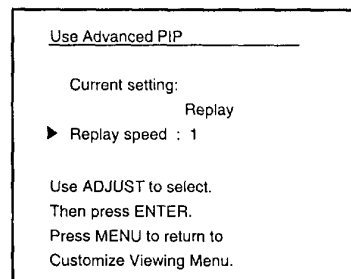 Use Advanced PIP
Current setting:
Replay
▶ Replay speed : 1
Use ADJUST to select.
Then press ENTER.
Press MENU to return to
Customize Viewing Menu.